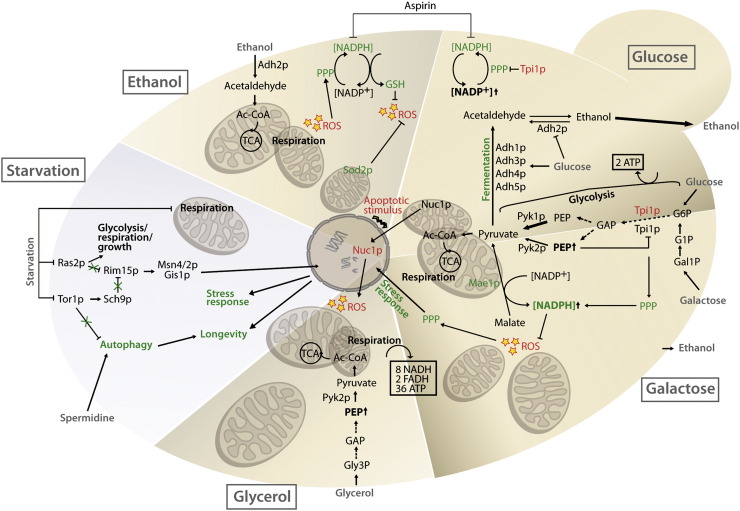 Aspirin
Glucose
Ethanol
Ethanol
Adh2p
Acetaldehyde
Ac-CoA
TCA
Respiration
[NADPH]
PPP
[NADP+]
GSH
ROS
ROS
Sod2p
[NADPH]
PPP
Tpi1p
[NADP+]↑
Acetaldehyde
Ethanol
Ethanol
Adh2p
Glucose
Fermentation
Adh1p
Adh3p
Adh4p
Adh5p
2 ATP
Glycolysis
Glucose
Starvation
Respiration
Glycolysis/
respiration/
growth
Starvation
Ras2p
Rim15p
Msn4/2p
Gis1p
Tor1p
Sch9p
Stress
response
Autophagy
Longevity
Spermidine
Apoptotic
stimulus
Nuc1p
Nuc1p
ROS
Stress
response
Ac-CoA
TCA
Respiration
Pyruvate
Pyk1p
PEP
Pyk2p
PEP↑
GAP
Tpi1p
Tpi1p
G6P
G1P
Gal1P
Galactose
Mae1p
[NADP+]
[NADPH]↑
PPP
Malate
PPP
ROS
Ethanol
Galactose
Respiration
TCA
Ac-CoA
8 NADH
2 FADH
36 ATP
Pyruvate
Pyk2p
PEP↑
GAP
Gly3P
Glycerol
Glycerol